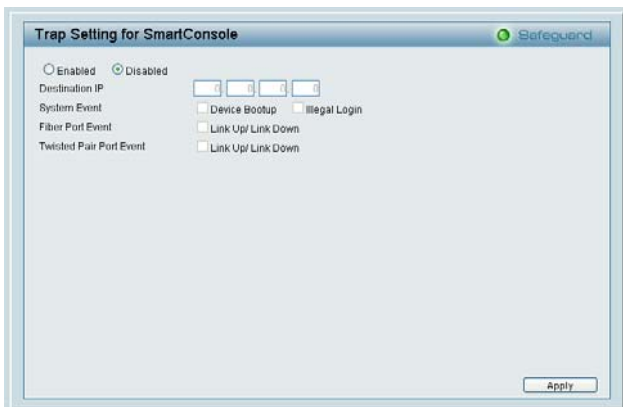 Trap Setting for SmartConsole
Safeguard
Enabled Disabled
Destination IP 0 . 0 . 0 . 0
System Event Device Bootup Illegal Login
Fiber Port Event Link Up/ Link Down
Twisted Pair Port Event Link Up/ Link Down
Apply